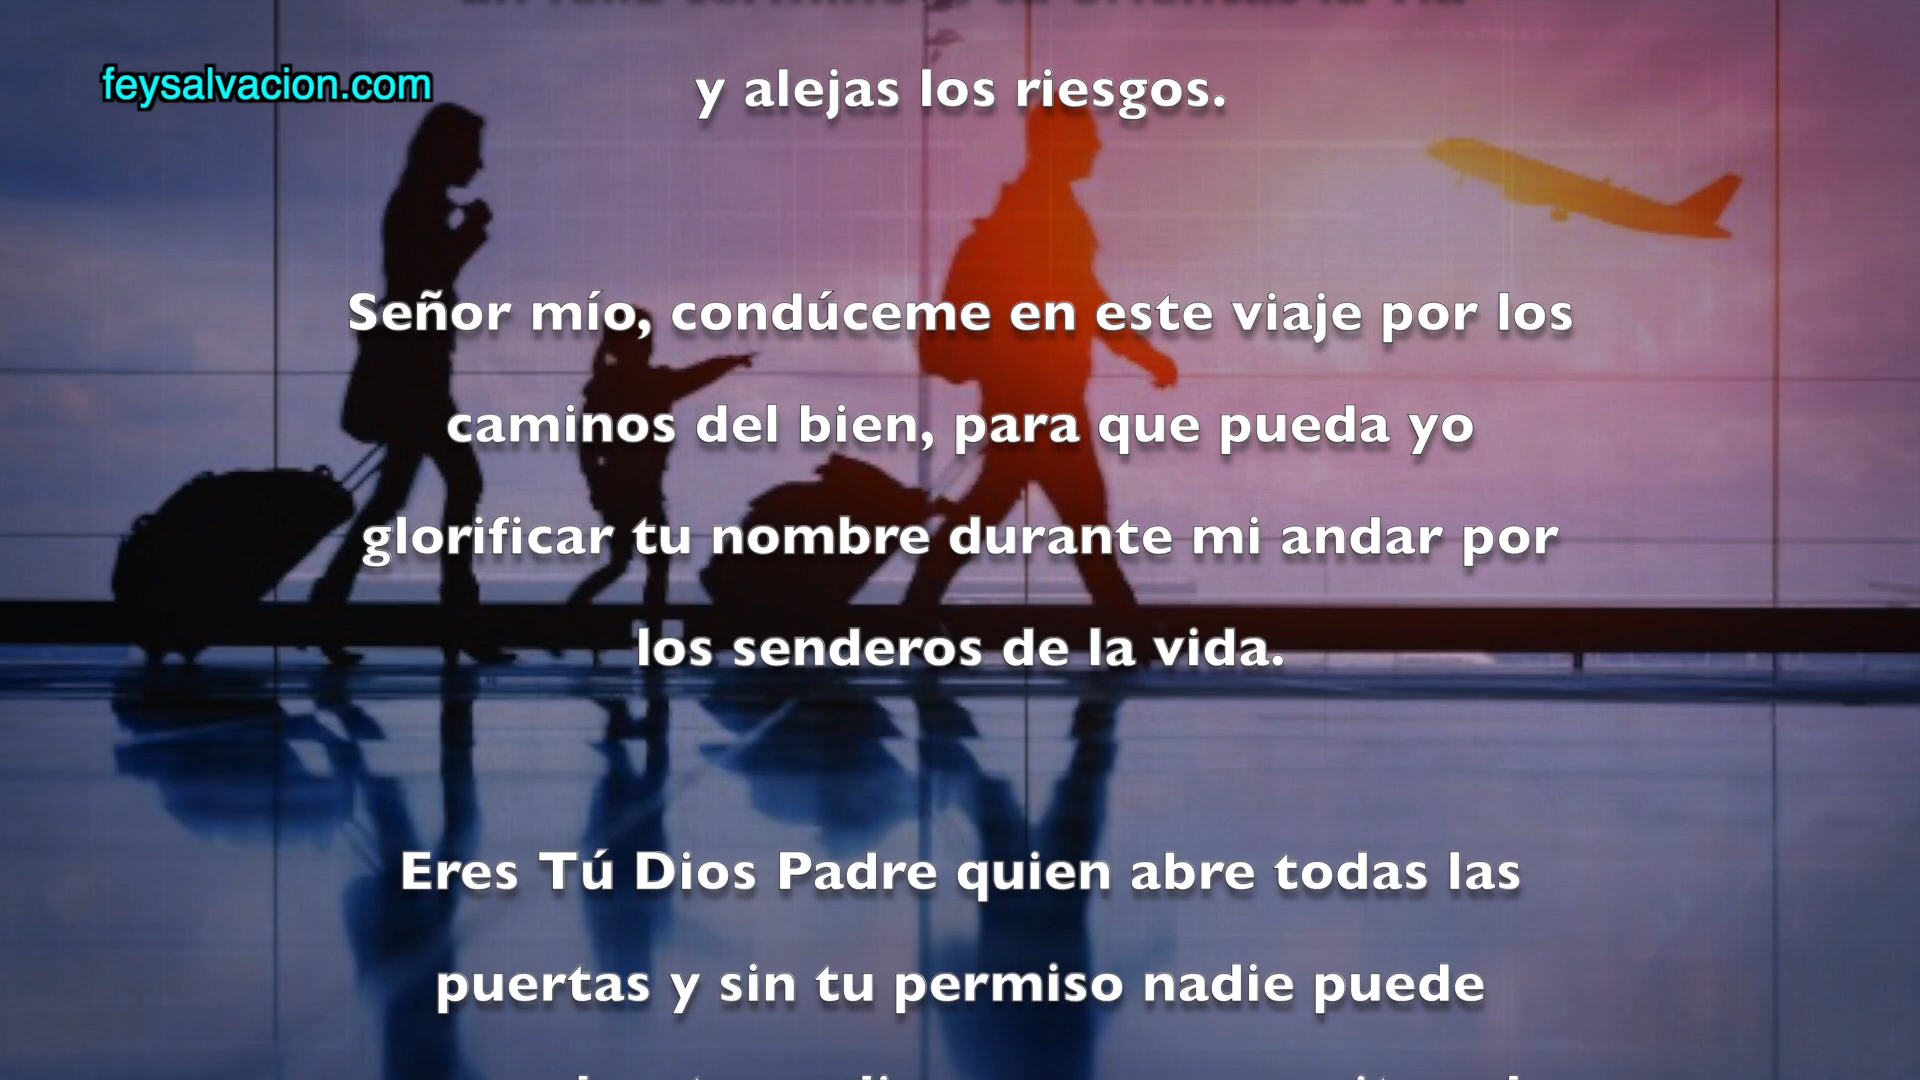 feysalvacion.com
y alejas los riesgos.
Señor mío, condúceme en este viaje por los
caminos del bien, para que pueda yo
glorificar tu nombre durante mi andar por
los senderos de la vida.
Eres Tú Dios Padre quien abre todas las
puertas y sin tu permiso nadie puede